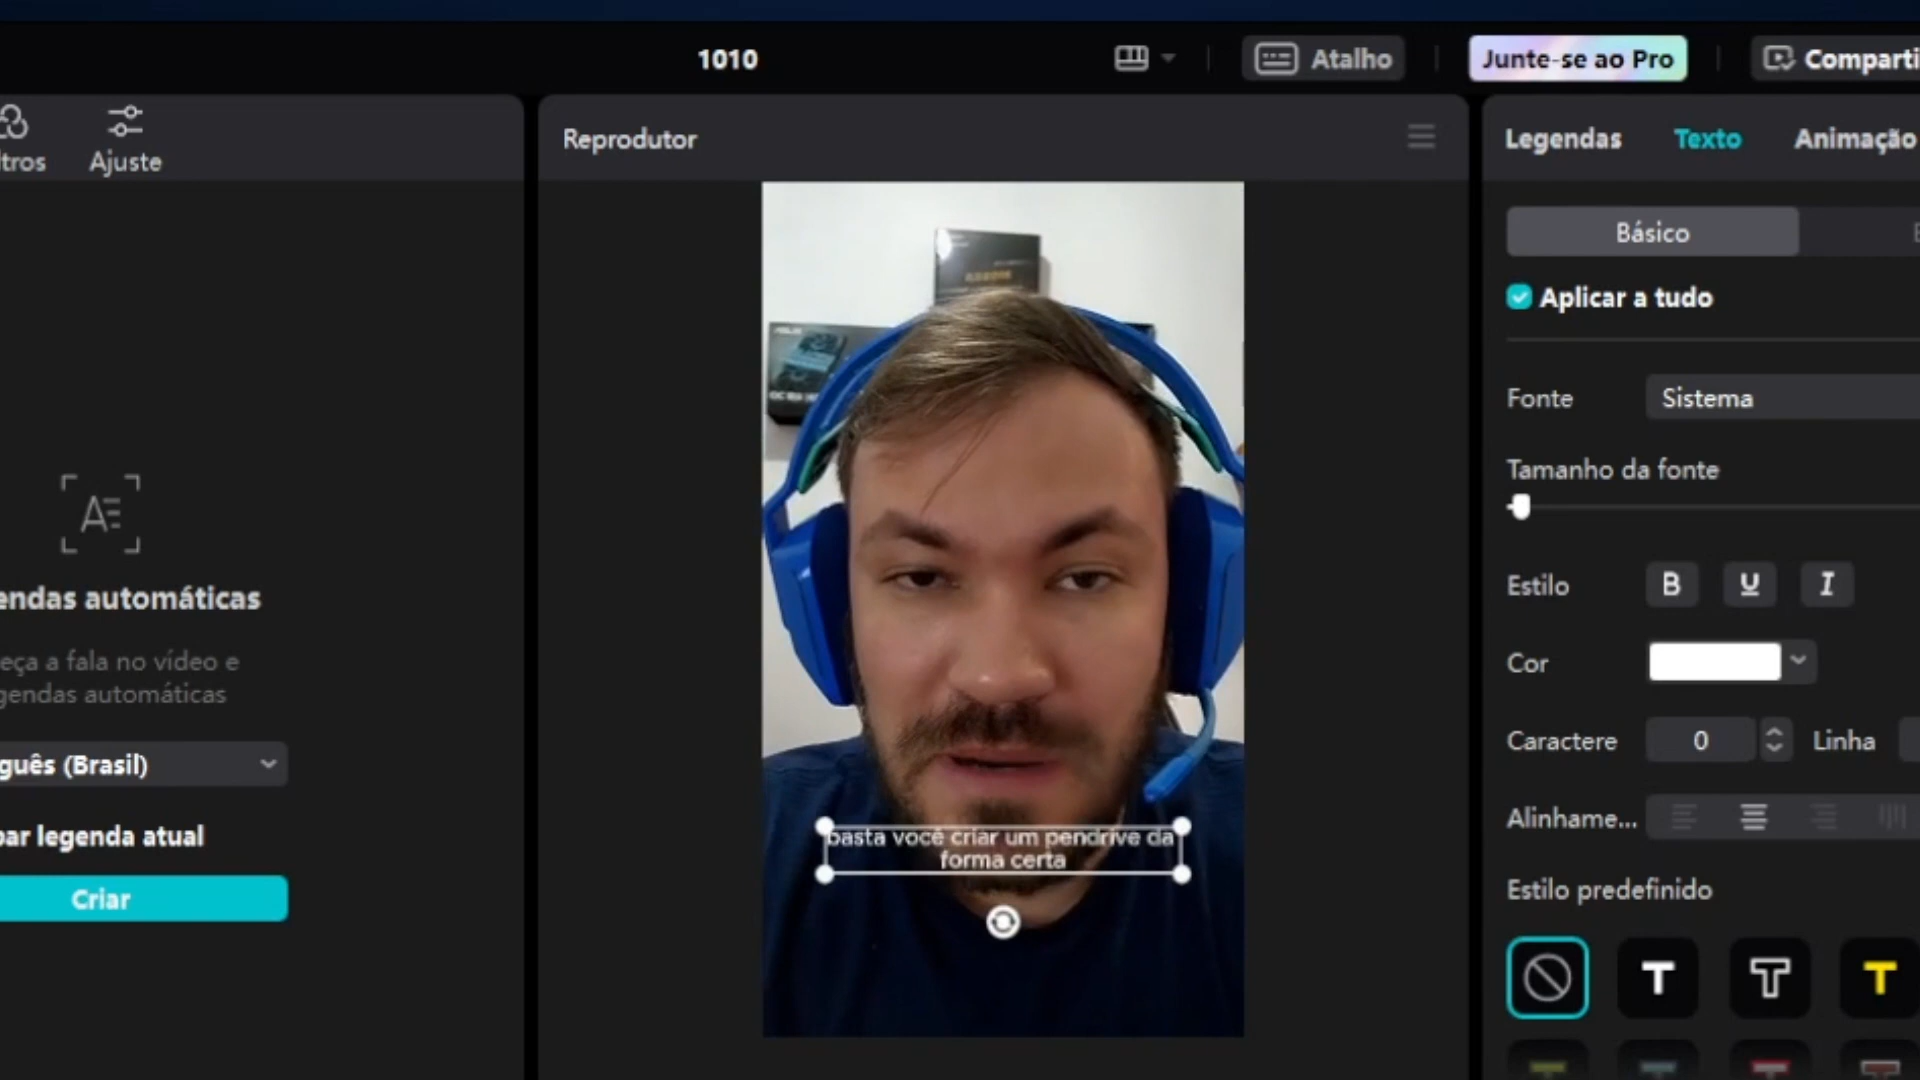 1010
Atalho
Junte-se ao Pro
Comparti
tros
Ajuste
Reprodutor
Legendas
Texto
Animação
Básico
Aplicar a tudo
Fonte
Sistema
Tamanho da fonte
Estilo
B
U
I
Cor
Caractere
0
Linha
Alinhame...
Estilo predefinido
T
T
T
endas automáticas
eça a fala no vídeo e
gendas automáticas
guês (Brasil)
par legenda atual
Criar
basta você criar um pendrive da
forma certa